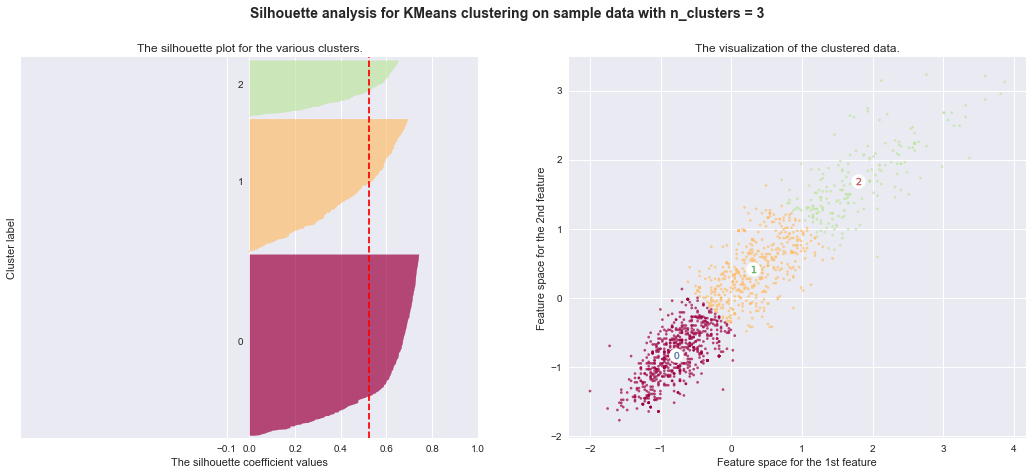 Silhouette analysis for KMeans clustering on sample data with n_clusters = 3
The silhouette plot for the various clusters.
Cluster label
2
1
0
−0.1 0.0 0.2 0.4 0.6 0.8 1.0
The silhouette coefficient values
The visualization of the clustered data.
Feature space for the 2nd feature
3
2
1
0
−1
−2
2
1
0
−2 −1 0 1 2 3 4
Feature space for the 1st feature